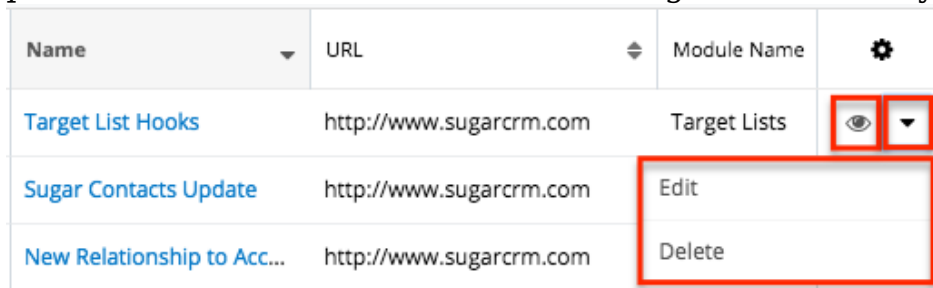 Name URL Module Name
Target List Hooks http://www.sugarcrm.com Target Lists
Sugar Contacts Update http://www.sugarcrm.com Edit
New Relationship to Acc... http://www.sugarcrm.com Delete